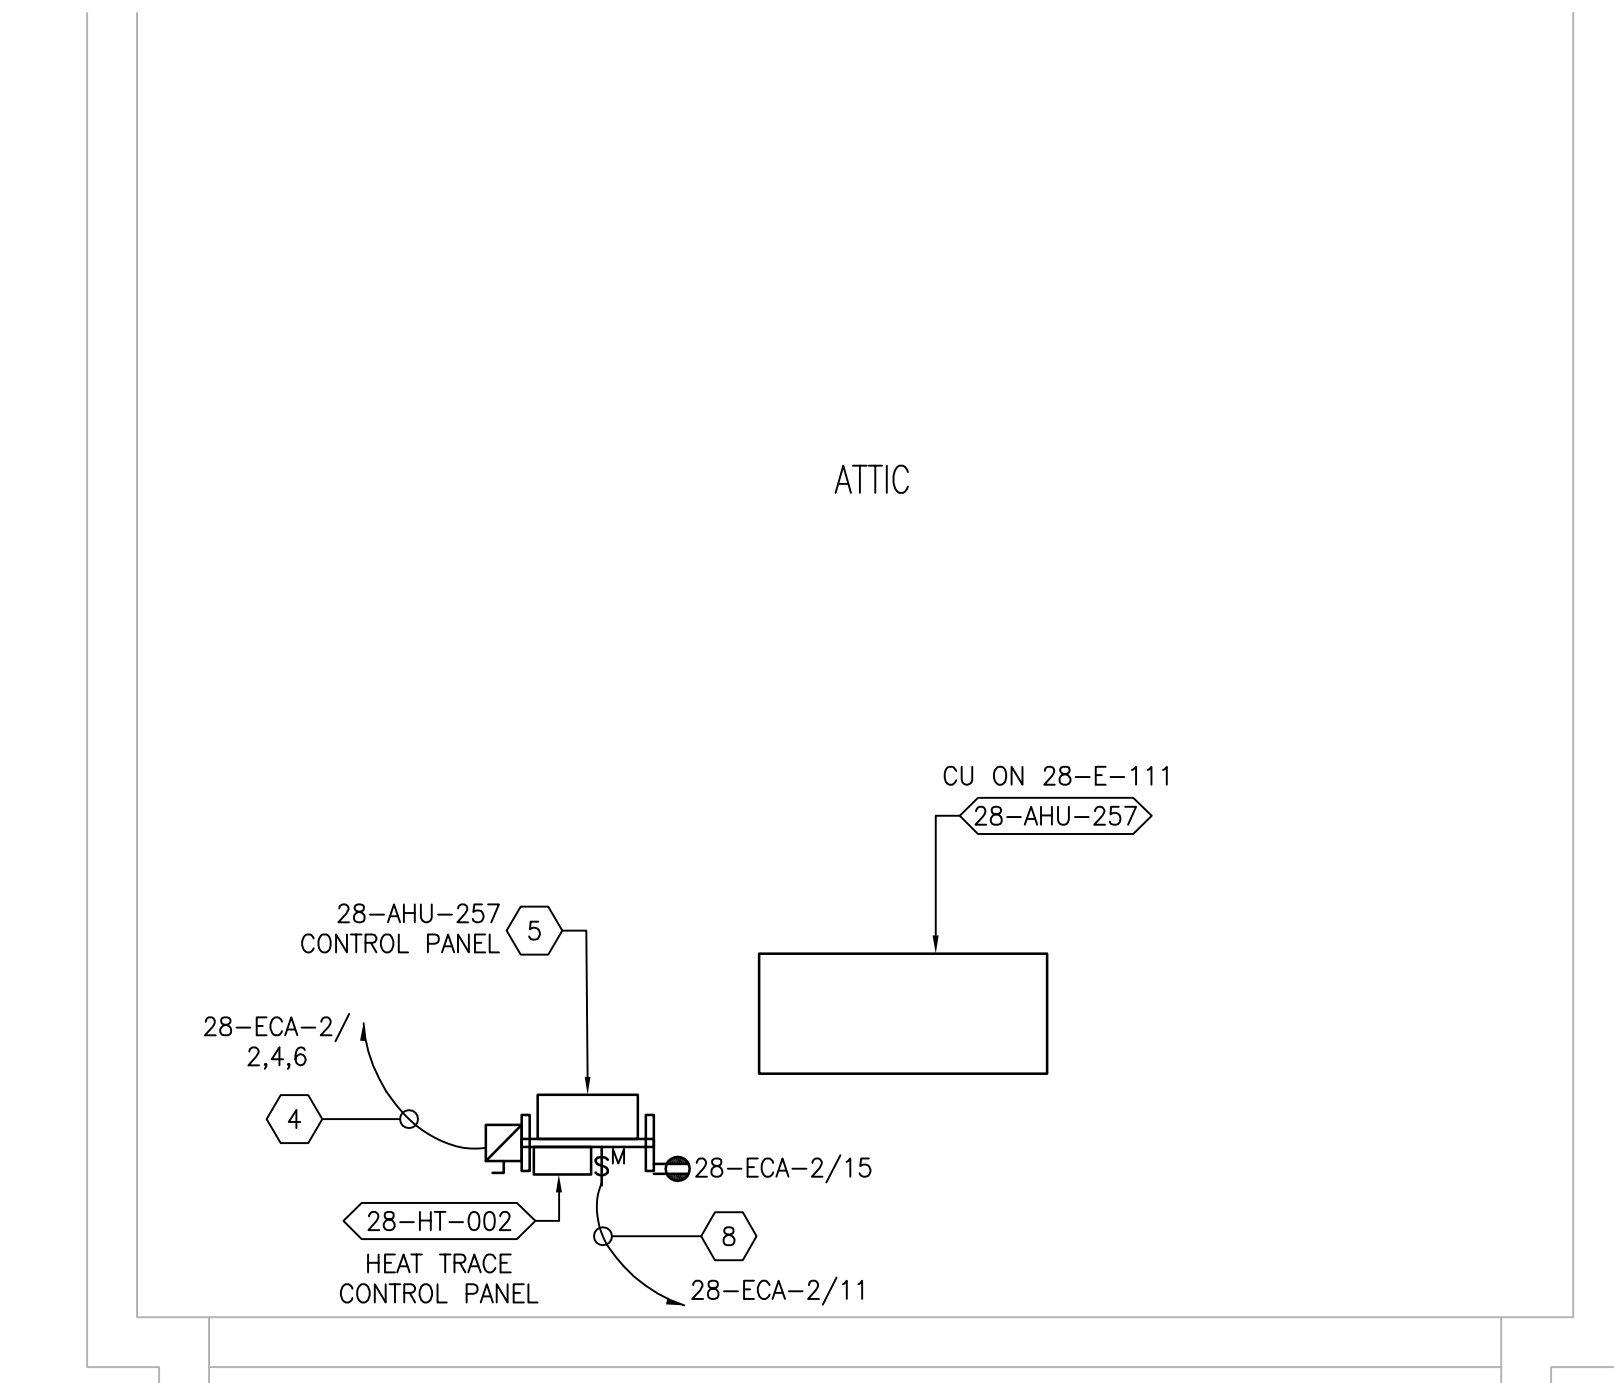 ATTIC
CU ON 28-E-111
28-AHU-257
28-AHU-257
CONTROL PANEL
5
28-ECA-2/
2,4,6
4
$M
28-ECA-2/15
28-HT-002
HEAT TRACE
CONTROL PANEL
8
28-ECA-2/11